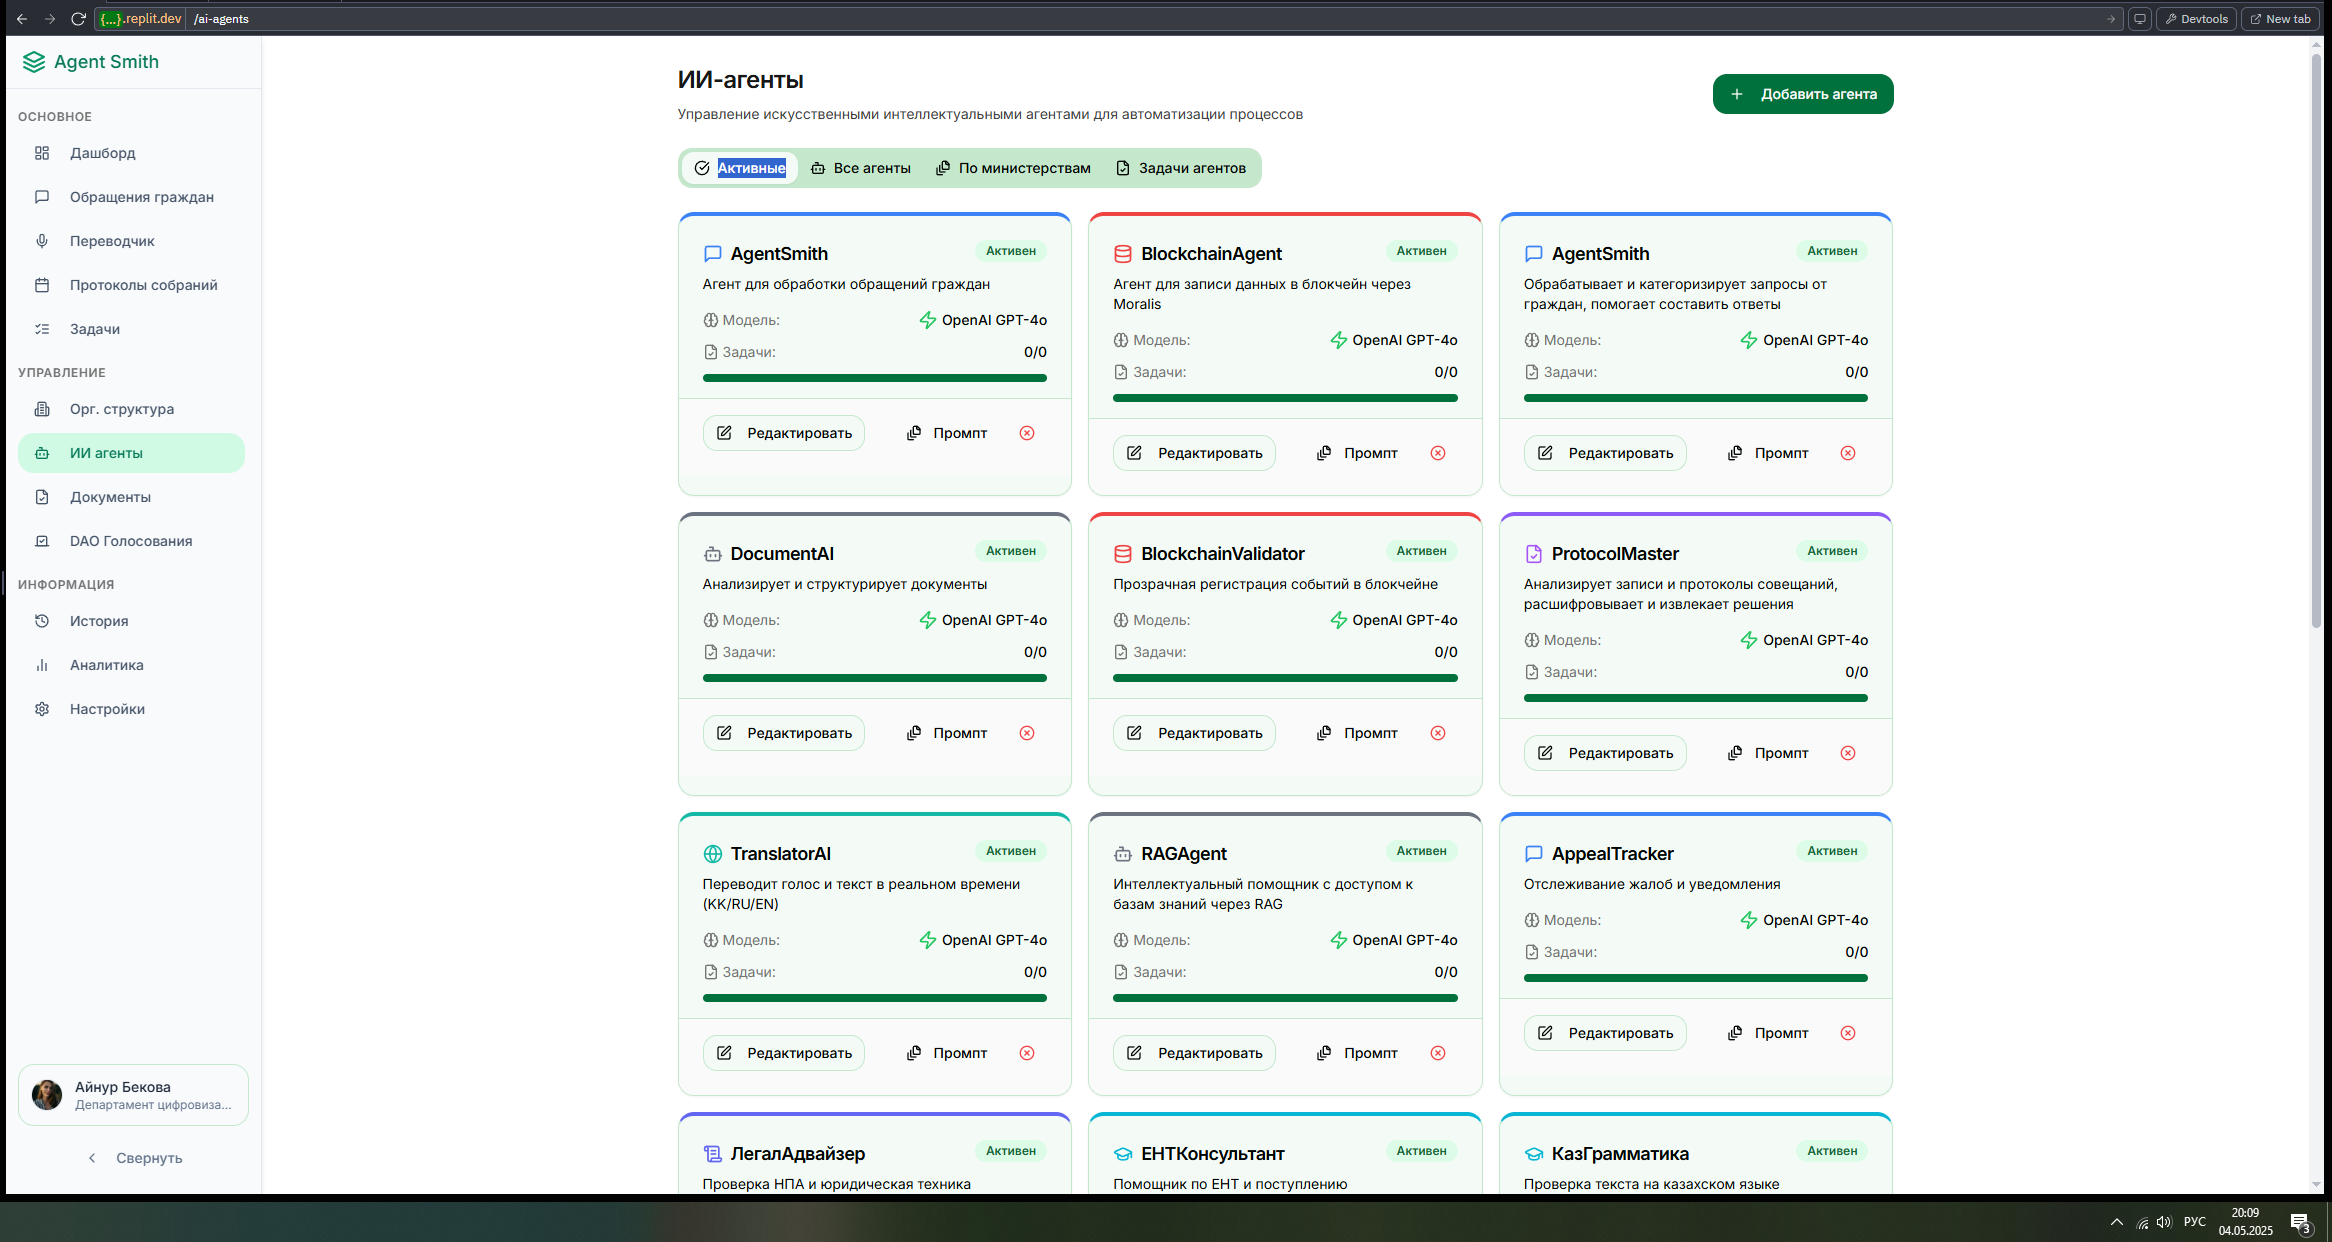 {...}.replit.dev /ai-agents
Devtools
New tab
Agent Smith
ОСНОВНОЕ
Дашборд
Обращения граждан
Переводчик
Протоколы собраний
Задачи
УПРАВЛЕНИЕ
Орг. структура
ИИ агенты
Документы
DAO Голосования
ИНФОРМАЦИЯ
История
Аналитика
Настройки
Айнур Бекова
Департамент цифровиза...
Свернуть
ИИ-агенты
Управление искусственными интеллектуальными агентами для автоматизации процессов
+ Добавить агента
Активные
Все агенты
По министерствам
Задачи агентов
AgentSmith
Активен
Агент для обработки обращений граждан
Модель: OpenAI GPT-4o
Задачи: 0/0
Редактировать Промпт
BlockchainAgent
Активен
Агент для записи данных в блокчейн через
Moralis
Модель: OpenAI GPT-4o
Задачи: 0/0
Редактировать Промпт
AgentSmith
Активен
Обрабатывает и категоризирует запросы от
граждан, помогает составить ответы
Модель: OpenAI GPT-4o
Задачи: 0/0
Редактировать Промпт
DocumentAI
Активен
Анализирует и структурирует документы
Модель: OpenAI GPT-4o
Задачи: 0/0
Редактировать Промпт
BlockchainValidator
Активен
Прозрачная регистрация событий в блокчейне
Модель: OpenAI GPT-4o
Задачи: 0/0
Редактировать Промпт
ProtocolMaster
Активен
Анализирует записи и протоколы совещаний,
расшифровывает и извлекает решения
Модель: OpenAI GPT-4o
Задачи: 0/0
Редактировать Промпт
TranslatorAI
Активен
Переводит голос и текст в реальном времени
(KK/RU/EN)
Модель: OpenAI GPT-4o
Задачи: 0/0
Редактировать Промпт
RAGAgent
Активен
Интеллектуальный помощник с доступом к
базам знаний через RAG
Модель: OpenAI GPT-4o
Задачи: 0/0
Редактировать Промпт
AppealTracker
Активен
Отслеживание жалоб и уведомления
Модель: OpenAI GPT-4o
Задачи: 0/0
Редактировать Промпт
ЛегалАдвайзер
Активен
Проверка НПА и юридическая техника
ЕНТКонсультант
Активен
Помощник по ЕНТ и поступлению
КазГрамматика
Активен
Проверка текста на казахском языке
РУС
20:09
04.05.2025
3